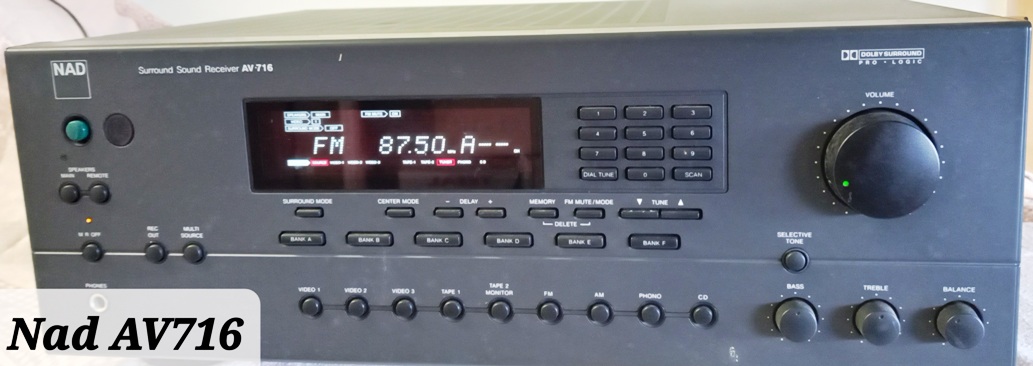 NAD
Surround Sound Receiver AV-716
DOLBY SURROUND
PRO • LOGIC
VOLUME
FM 87.50 A--.
1 2 3
4 5 6
7 8 9
DIAL TUNE 0 SCAN
SPEAKERS
MAIN REMOTE
SURROUND MODE CENTER MODE − DELAY + MEMORY FM MUTE/MODE ▼ TUNE ▲
DELETE
BANK A BANK B BANK C BANK D BANK E BANK F
M R OFF
REC OUT
MULTI SOURCE
SELECTIVE
TONE
PHONES
VIDEO 1 VIDEO 2 VIDEO 3 TAPE 1 TAPE 2 MONITOR FM AM PHONO CD
BASS TREBLE BALANCE
Nad AV716